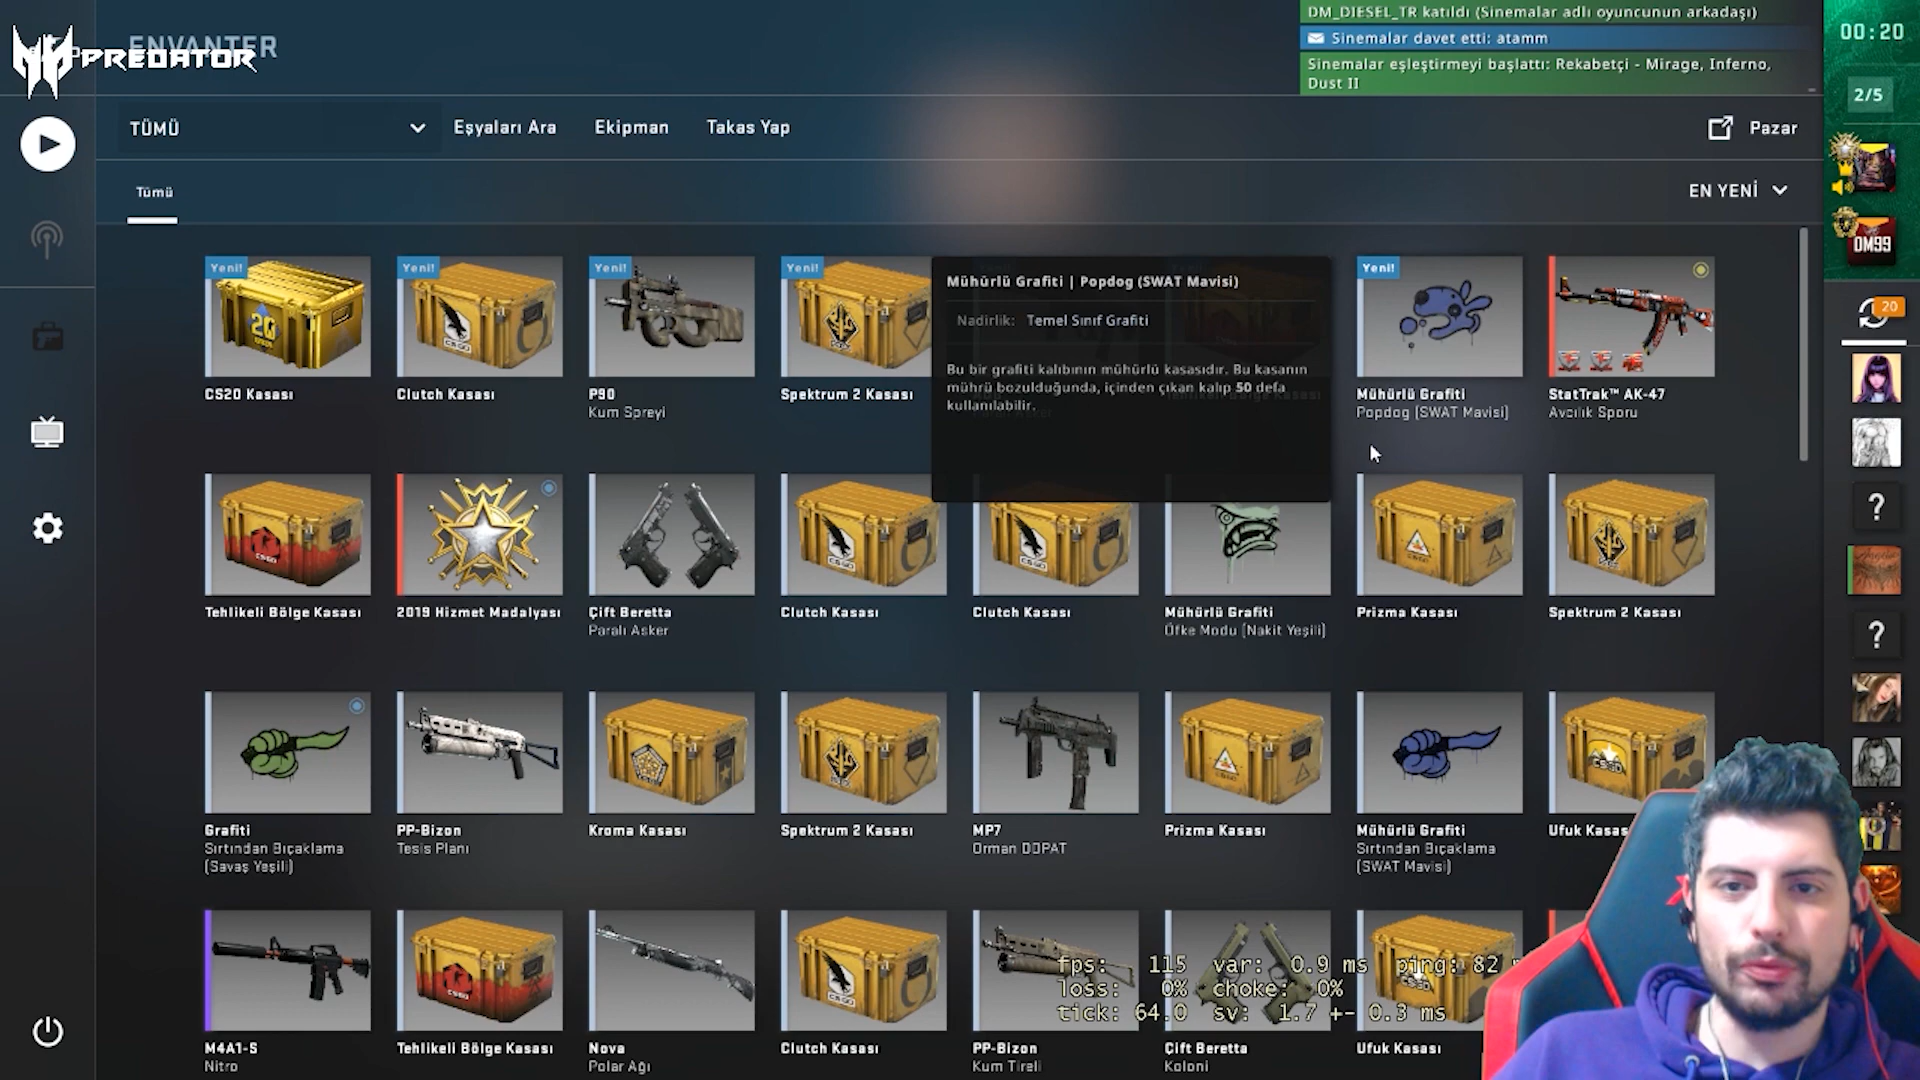 ENVANTER
PREDATOR
DM_DIESEL_TR katıldı (Sinemalar adlı oyuncunun arkadaşı)
Sinemalar davet etti: atamm
Sinemalar eşleştirmeyi başlattı: Rekabetçi - Mirage, Inferno,
Dust II
00:20
2/5
TÜMÜ
Eşyaları Ara
Ekipman
Takas Yap
Pazar
Tümü
EN YENİ
DM99
20
Yeni!
CS20 Kasası
Yeni!
Clutch Kasası
Yeni!
P90
Kum Spreyi
Yeni!
Spektrum 2 Kasası
Mühürlü Grafiti | Popdog (SWAT Mavisi)
Nadirlik: Temel Sınıf Grafiti
Bu bir grafiti kalıbının mühürlü kasasıdır. Bu kasanın
mührü bozulduğunda, içinden çıkan kalıp 50 defa
kullanılabilir.
Yeni!
Mühürlü Grafiti
Popdog (SWAT Mavisi)
StatTrak™ AK-47
Avcılık Sporu
Tehlikeli Bölge Kasası
2019 Hizmet Madalyası
Çift Beretta
Paralı Asker
Clutch Kasası
Clutch Kasası
Mühürlü Grafiti
Öfke Modu (Nakit Yeşili)
Prizma Kasası
Spektrum 2 Kasası
?
?
Grafiti
Sırtından Bıçaklama
(Savaş Yeşili)
PP-Bizon
Tesis Planı
Kroma Kasası
Spektrum 2 Kasası
MP7
Orman DDPAT
Prizma Kasası
Mühürlü Grafiti
Sırtından Bıçaklama
(SWAT Mavisi)
Ufuk Kasas
fps: 115 var: 0.9 ms ping: 82
loss: 0% choke: 0%
tick: 64.0 sv: 1.7 +- 0.3 ms
M4A1-S
Nitro
Tehlikeli Bölge Kasası
Nova
Polar Ağı
Clutch Kasası
PP-Bizon
Kum Tireli
Çift Beretta
Koloni
Ufuk Kasası